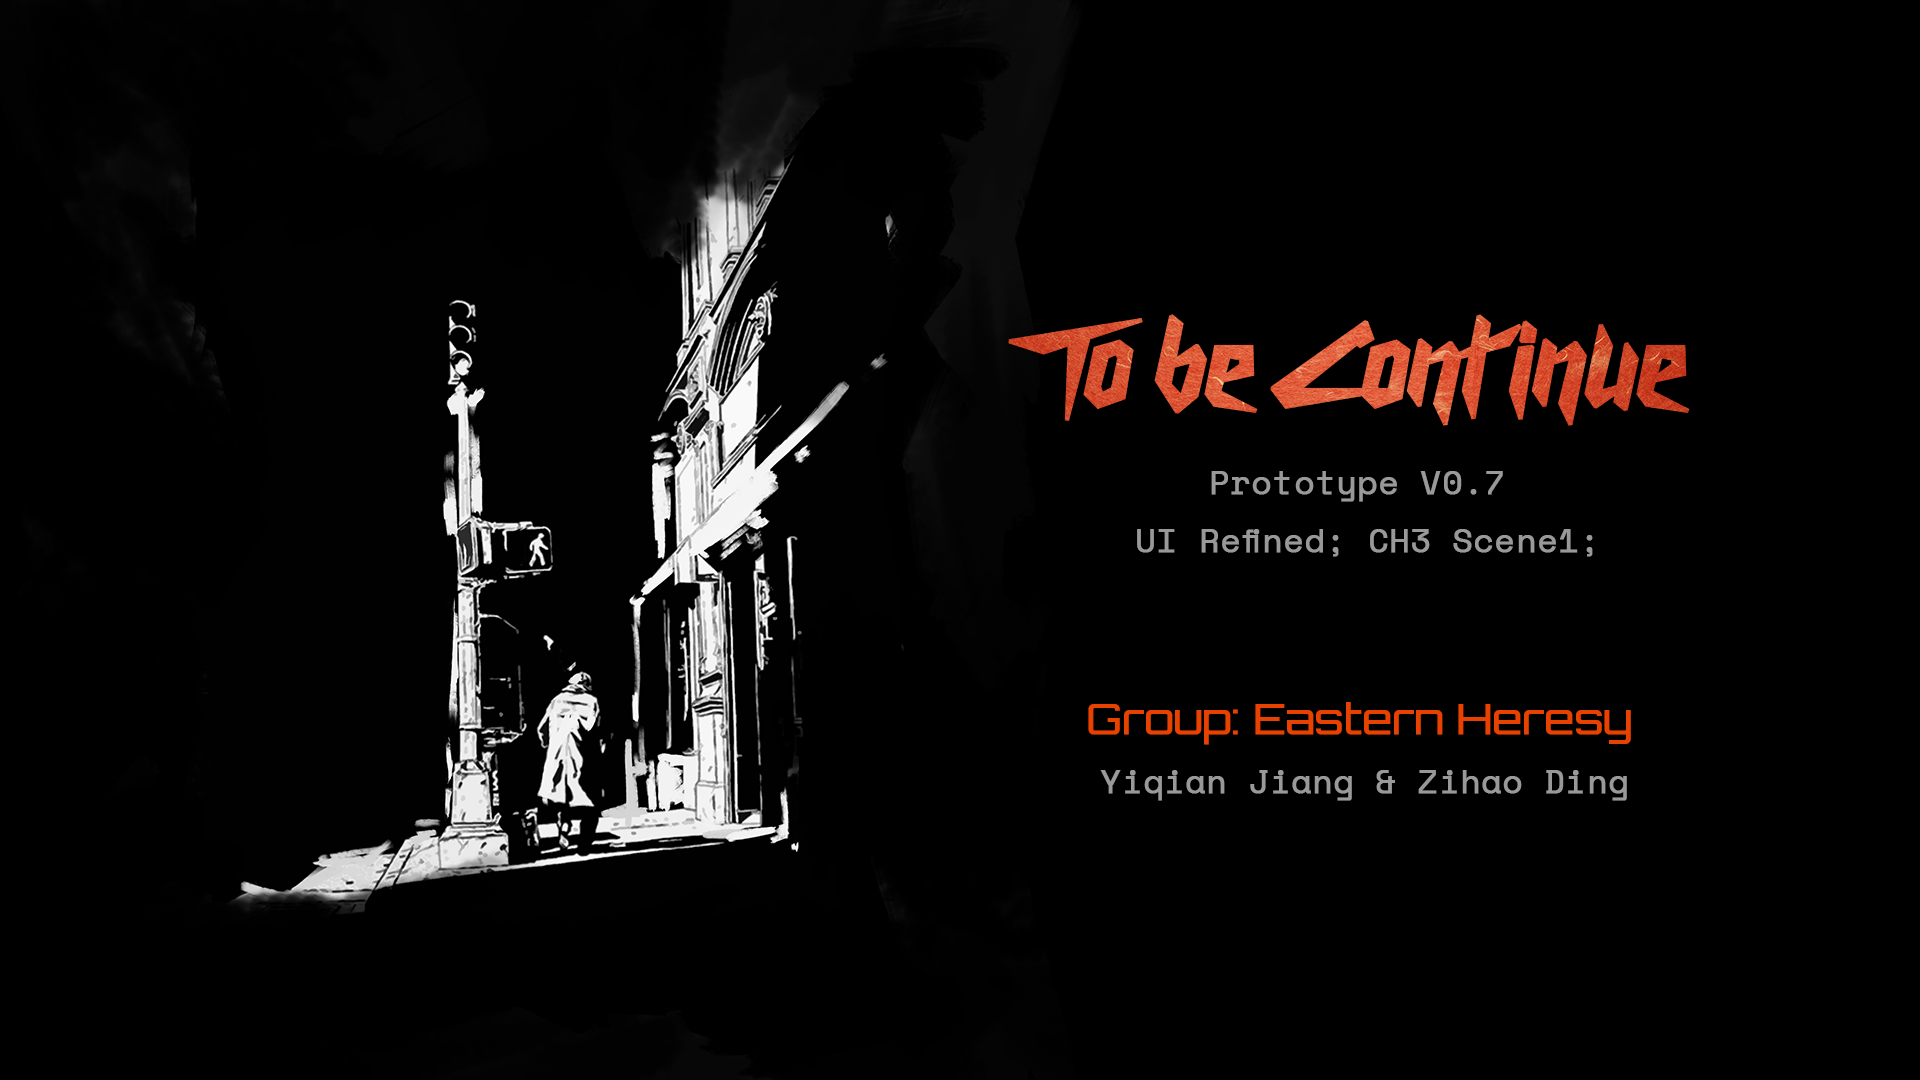 To be Continue
Prototype V0.7
UI Refined; CH3 Scene1;
Group: Eastern Heresy
Yiqian Jiang & Zihao Ding